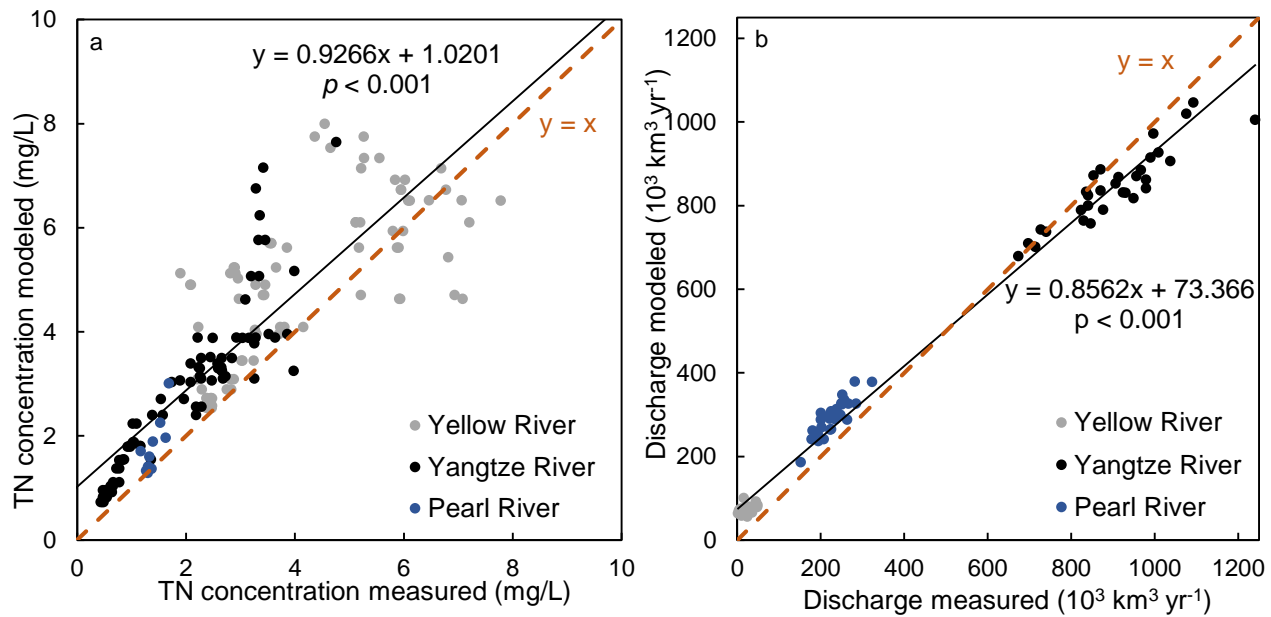 a
y = 0.9266x + 1.0201
p < 0.001
y = x
TN concentration modeled (mg/L)
10
8
6
4
2
0
Yellow River
Yangtze River
Pearl River
0 2 4 6 8 10
TN concentration measured (mg/L)
b
y = x
y = 0.8562x + 73.366
p < 0.001
Discharge modeled (10³ km³ yr⁻¹)
1200
1000
800
600
400
200
0
Yellow River
Yangtze River
Pearl River
0 200 400 600 800 1000 1200
Discharge measured (10³ km³ yr⁻¹)